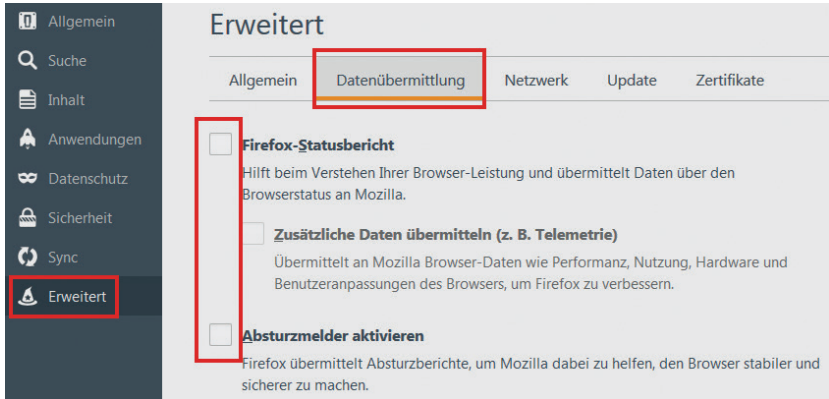 Allgemein
Suche
Inhalt
Anwendungen
Datenschutz
Sicherheit
Sync
Erweitert
Erweitert
Allgemein Datenübermittlung Netzwerk Update Zertifikate
Firefox-Statusbericht
Hilft beim Verstehen Ihrer Browser-Leistung und übermittelt Daten über den
Browserstatus an Mozilla.
Zusätzliche Daten übermitteln (z. B. Telemetrie)
Übermittelt an Mozilla Browser-Daten wie Performanz, Nutzung, Hardware und
Benutzeranpassungen des Browsers, um Firefox zu verbessern.
Absturzmelder aktivieren
Firefox übermittelt Absturzberichte, um Mozilla dabei zu helfen, den Browser stabiler und
sicherer zu machen.